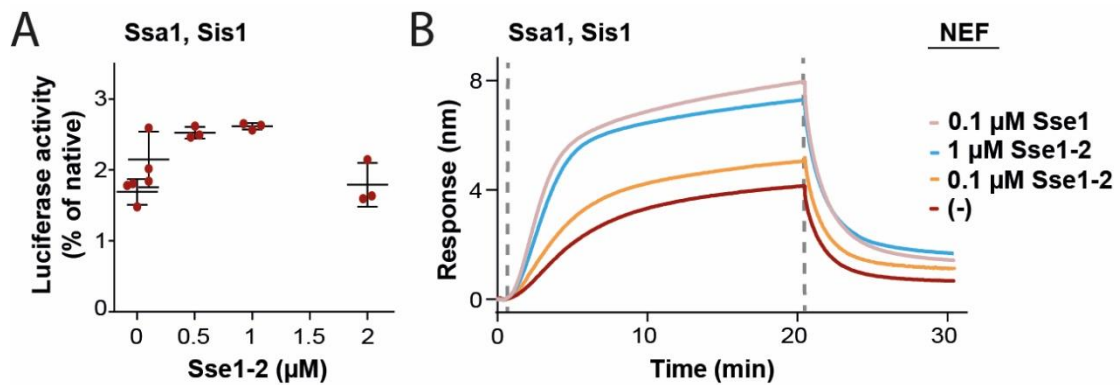 A
Ssa1, Sis1
Luciferase activity
(% of native)
3
2
1
0
0
0.5
1
1.5
2
Sse1-2 (µM)
B
Ssa1, Sis1
Response (nm)
8
4
0
0
10
20
30
Time (min)
NEF
0.1 µM Sse1
1 µM Sse1-2
0.1 µM Sse1-2
(-)